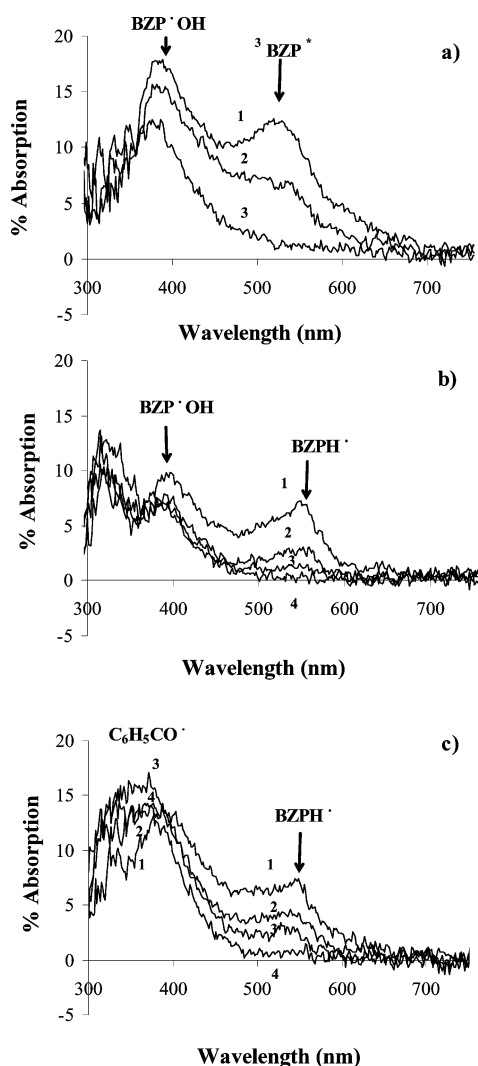 BZP·OH
³BZP*
a)
20
15
10
5
0
-5
1
2
3
% Absorption
300 400 500 600 700
Wavelength (nm)
b)
BZP·OH
BZPH·
20
15
10
5
0
-5
1
2
3
4
% Absorption
300 400 500 600 700
Wavelength (nm)
c)
C₆H₅CO·
BZPH·
20
15
10
5
0
-5
3
4
2
1
1
2
3
4
% Absorption
300 400 500 600 700
Wavelength (nm)